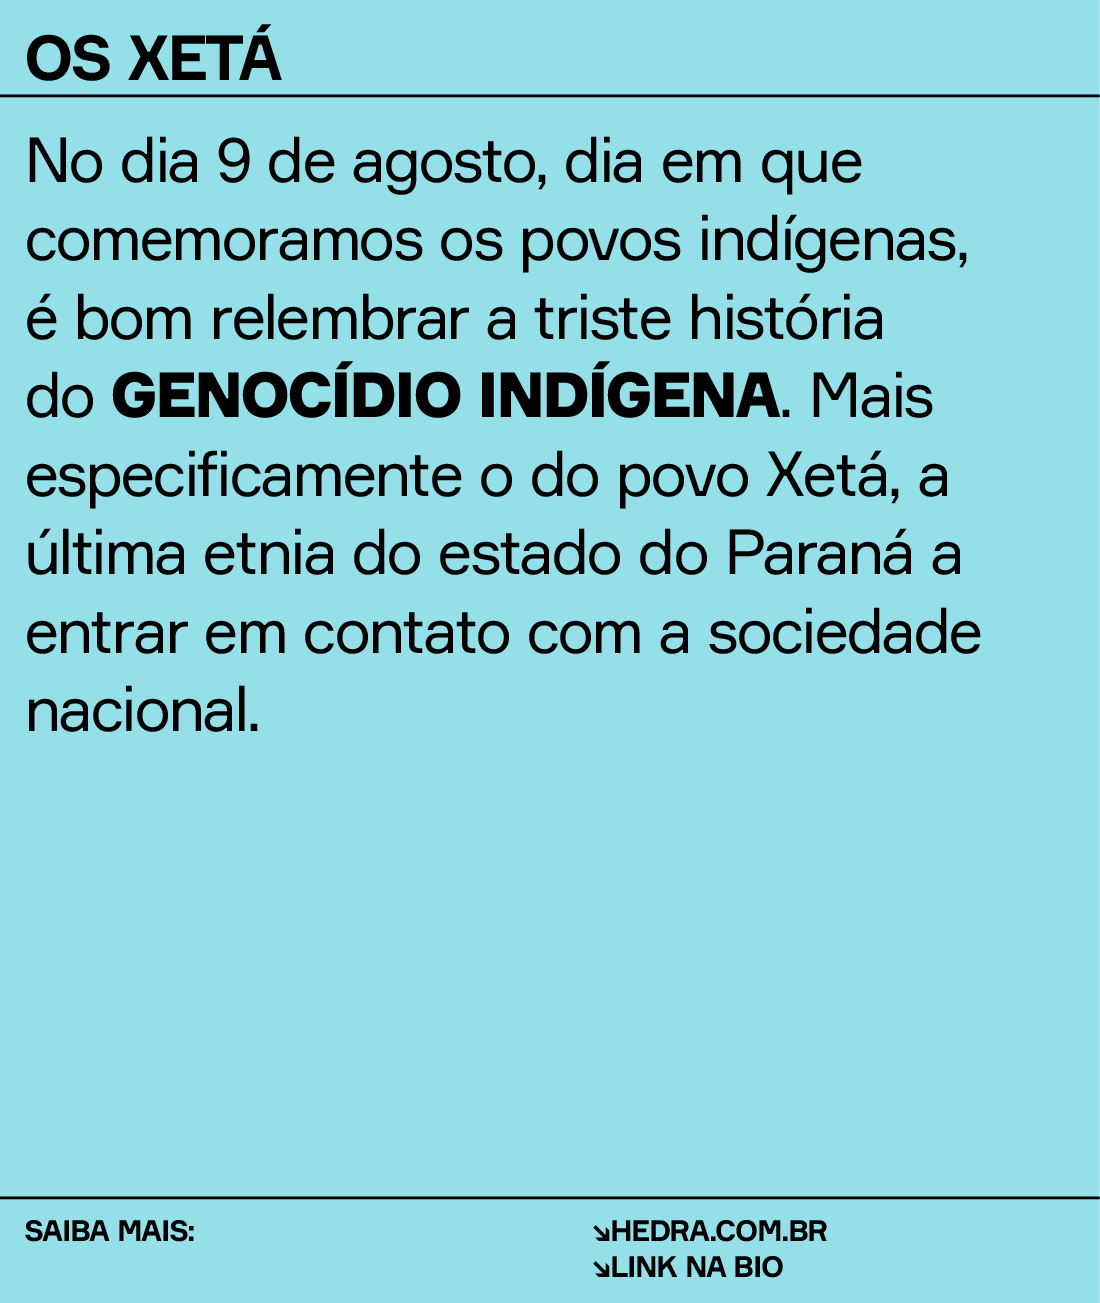 OS XETÁ
No dia 9 de agosto, dia em que
comemoramos os povos indígenas,
é bom relembrar a triste história
do GENOCÍDIO INDÍGENA. Mais
especificamente o do povo Xetá, a
última etnia do estado do Paraná a
entrar em contato com a sociedade
nacional.
SAIBA MAIS:
↘HEDRA.COM.BR
↘LINK NA BIO